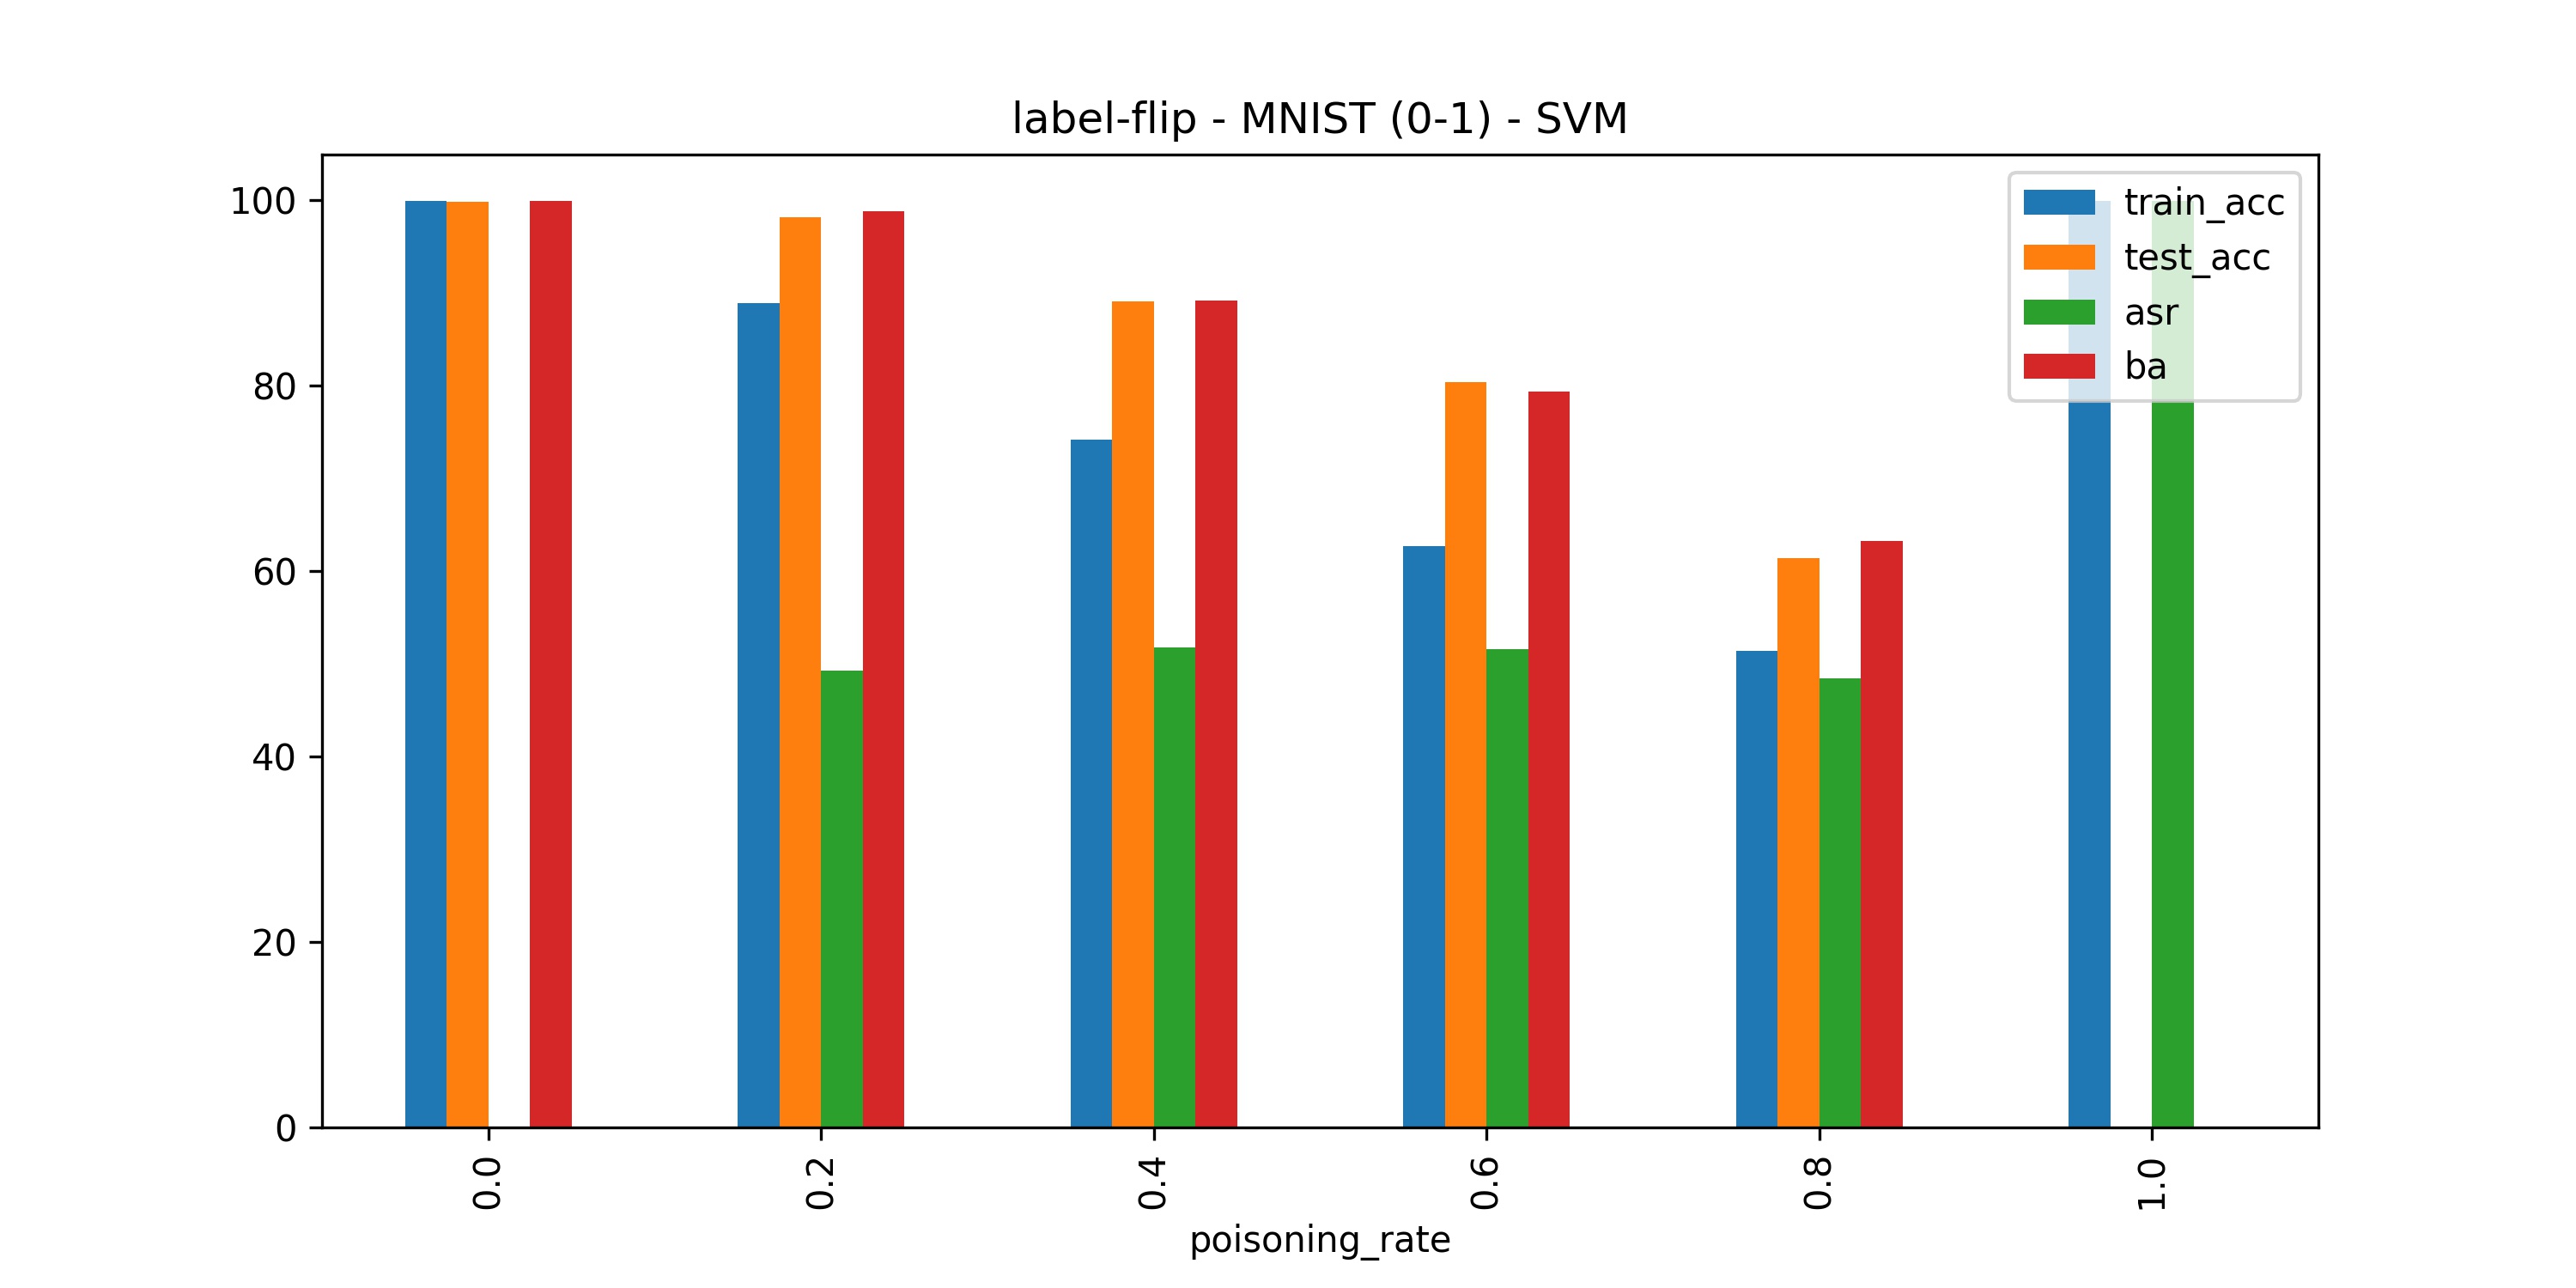 label-flip - MNIST (0-1) - SVM
100
80
60
40
20
0
train_acc
test_acc
asr
ba
0.0
0.2
0.4
0.6
0.8
1.0
poisoning_rate